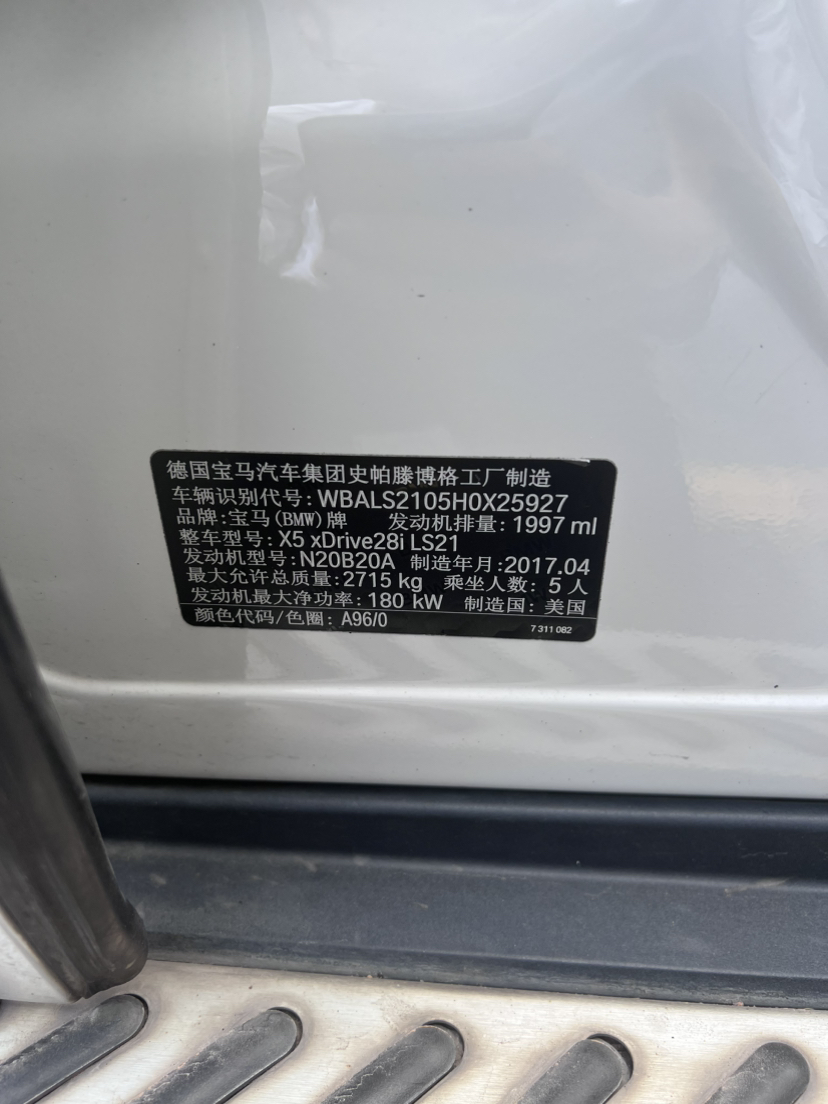 德国宝马汽车集团史帕滕博格工厂制造
车辆识别代号: WBALS2105H0X25927
品牌: 宝马(BMW)牌 发动机排量: 1997 ml
整车型号: X5 xDrive28i LS21
发动机型号: N20B20A 制造年月: 2017.04
最大允许总质量: 2715 kg 乘坐人数: 5 人
发动机最大净功率: 180 kW 制造国: 美国
颜色代码/色圈: A96/0 7 311 082